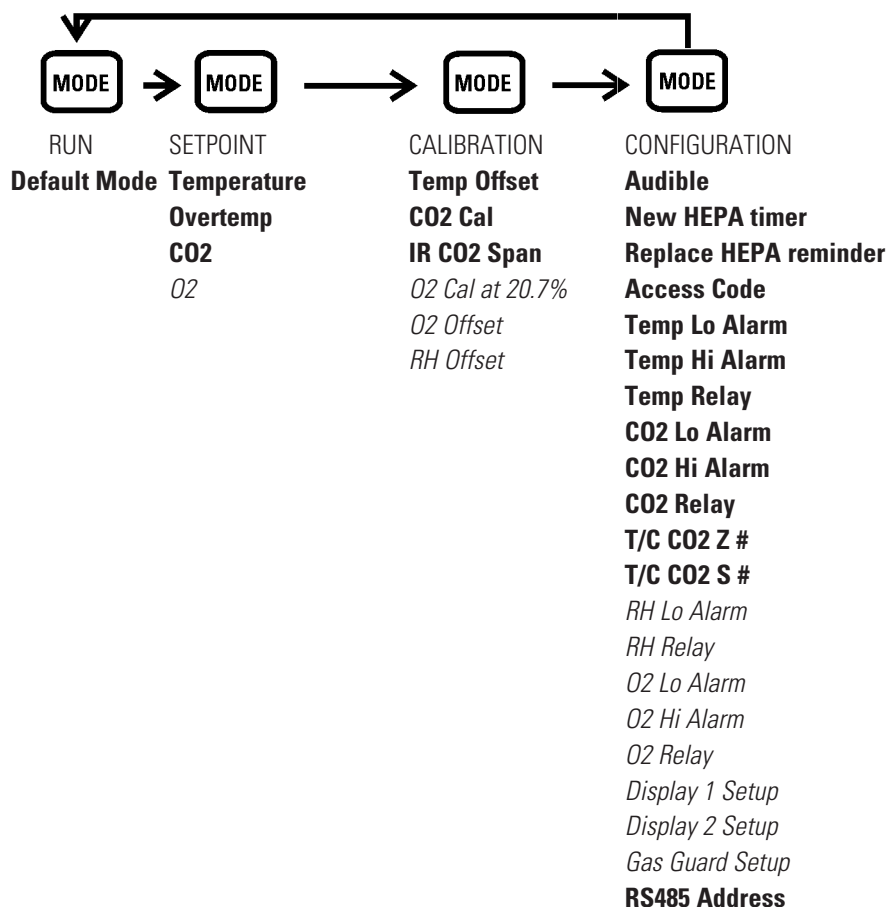 MODE MODE MODE MODE
RUN SETPOINT CALIBRATION CONFIGURATION
Default Mode Temperature Temp Offset Audible
Overtemp CO2 Cal New HEPA timer
CO2 IR CO2 Span Replace HEPA reminder
O2 O2 Cal at 20.7% Access Code
O2 Offset Temp Lo Alarm
RH Offset Temp Hi Alarm
Temp Relay
CO2 Lo Alarm
CO2 Hi Alarm
CO2 Relay
T/C CO2 Z #
T/C CO2 S #
RH Lo Alarm
RH Relay
O2 Lo Alarm
O2 Hi Alarm
O2 Relay
Display 1 Setup
Display 2 Setup
Gas Guard Setup
RS485 Address